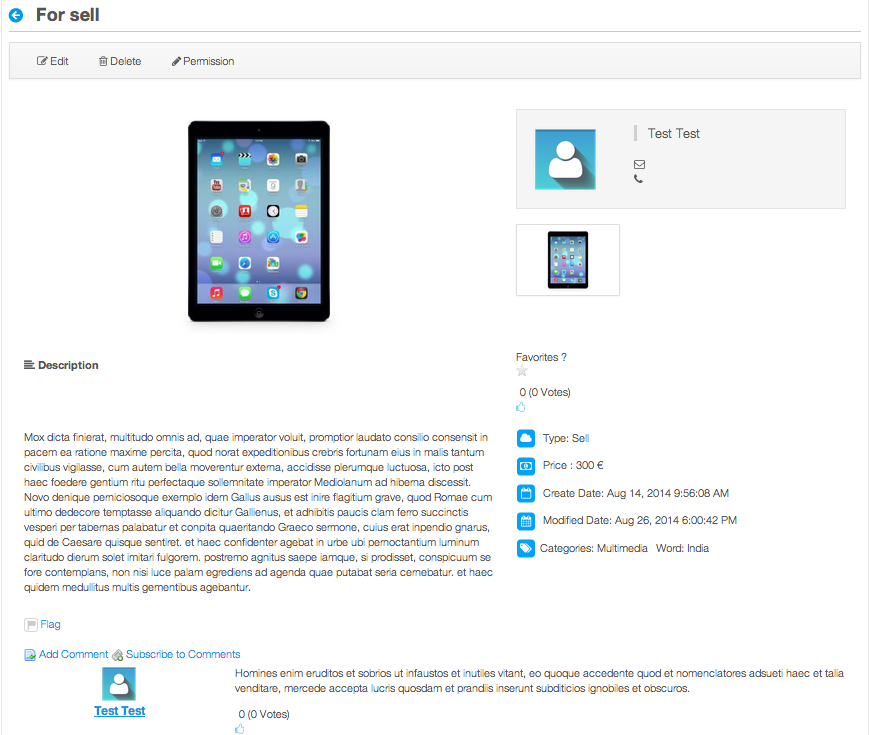 For sell
Edit Delete Permission
Test Test
Description
Favorites ?
0 (0 Votes)
Mox dicta finierat, multitudo omnis ad, quae imperator voluit, promptior laudato consilio consensit in
pacem ea ratione maxime percita, quod norat expeditionibus crebris fortunam eius in malis tantum
civilibus vigilasse, cum autem bella moverentur externa, accidisse plerumque luctuosa, icto post
haec foedere gentium ritu perfectaque sollemnitate imperator Mediolanum ad hiberna discessit.
Novo denique perniciosoque exemplo idem Gallus ausus est inire flagitium grave, quod Romae cum
ultimo dedecore temptasse aliquando dicitur Gallienus, et adhibitis paucis clam ferro succinctis
vesperi per tabernas palabatur et conpita quaeritando Graeco sermone, cuius erat inpendio gnarus,
quid de Caesare quisque sentiret. et haec confidenter agebat in urbe ubi pernoctantium luminum
claritudo dierum solet imitari fulgorem. postremo agnitus saepe iamque, si prodisset, conspicuum se
fore contemplans, non nisi luce palam egrediens ad agenda quae putabat seria cernebatur. et haec
quidem medullitus multis gementibus agebantur.
Type: Sell
Price : 300 €
Create Date: Aug 14, 2014 9:56:08 AM
Modified Date: Aug 26, 2014 6:00:42 PM
Categories: Multimedia Word: India
Flag
Add Comment Subscribe to Comments
Test Test
Homines enim eruditos et sobrios ut infaustos et inutiles vitant, eo quoque accedente quod et nomenclatores adsueti haec et talia
venditare, mercede accepta lucris quosdam et prandiis inserunt subditicios ignobiles et obscuros.
0 (0 Votes)